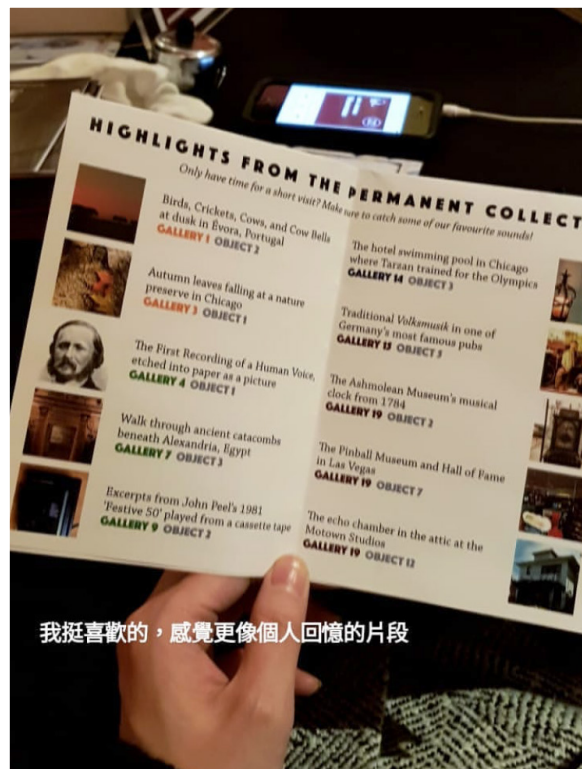 HIGHLIGHTS FROM THE PERMANENT COLLECT
Only have time for a short visit? Make sure to catch some of our favourite sounds!
Birds, Crickets, Cows, and Cow Bells
at dusk in Évora, Portugal
GALLERY 1 OBJECT 2
Autumn leaves falling at a nature
preserve in Chicago
GALLERY 3 OBJECT 1
The First Recording of a Human Voice,
etched into paper as a picture
GALLERY 4 OBJECT 1
Walk through ancient catacombs
beneath Alexandria, Egypt
GALLERY 7 OBJECT 3
Excerpts from John Peel's 1981
'Festive 50' played from a cassette tape
GALLERY 9 OBJECT 2
The hotel swimming pool in Chicago
where Tarzan trained for the Olympics
GALLERY 14 OBJECT 3
Traditional Volksmusik in one of
Germany's most famous pubs
GALLERY 15 OBJECT 5
The Ashmolean Museum's musical
clock from 1784
GALLERY 19 OBJECT 2
The Pinball Museum and Hall of Fame
in Las Vegas
GALLERY 19 OBJECT 7
The echo chamber in the attic at the
Motown Studios
GALLERY 19 OBJECT 12
我挺喜歡的，感覺更像個人回憶的片段